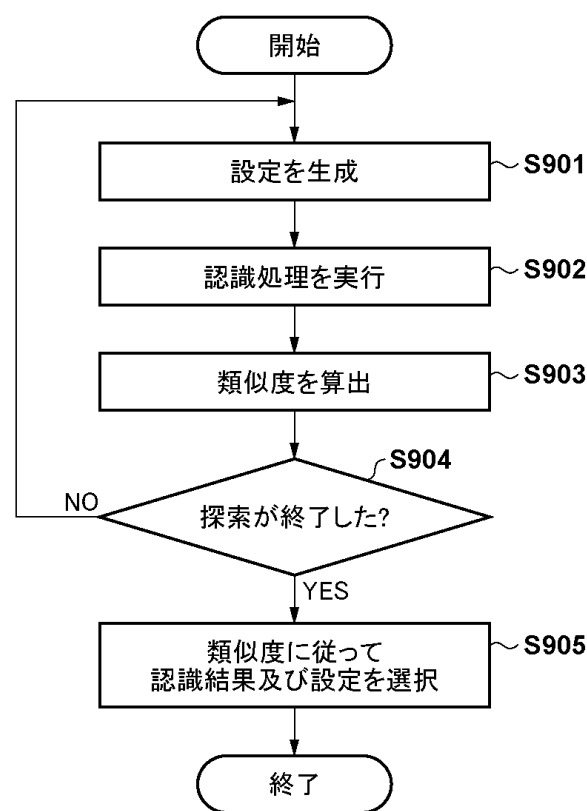 開始
設定を生成
S901
認識処理を実行
S902
類似度を算出
S903
S904
探索が終了した?
NO
YES
類似度に従って
認識結果及び設定を選択
S905
終了